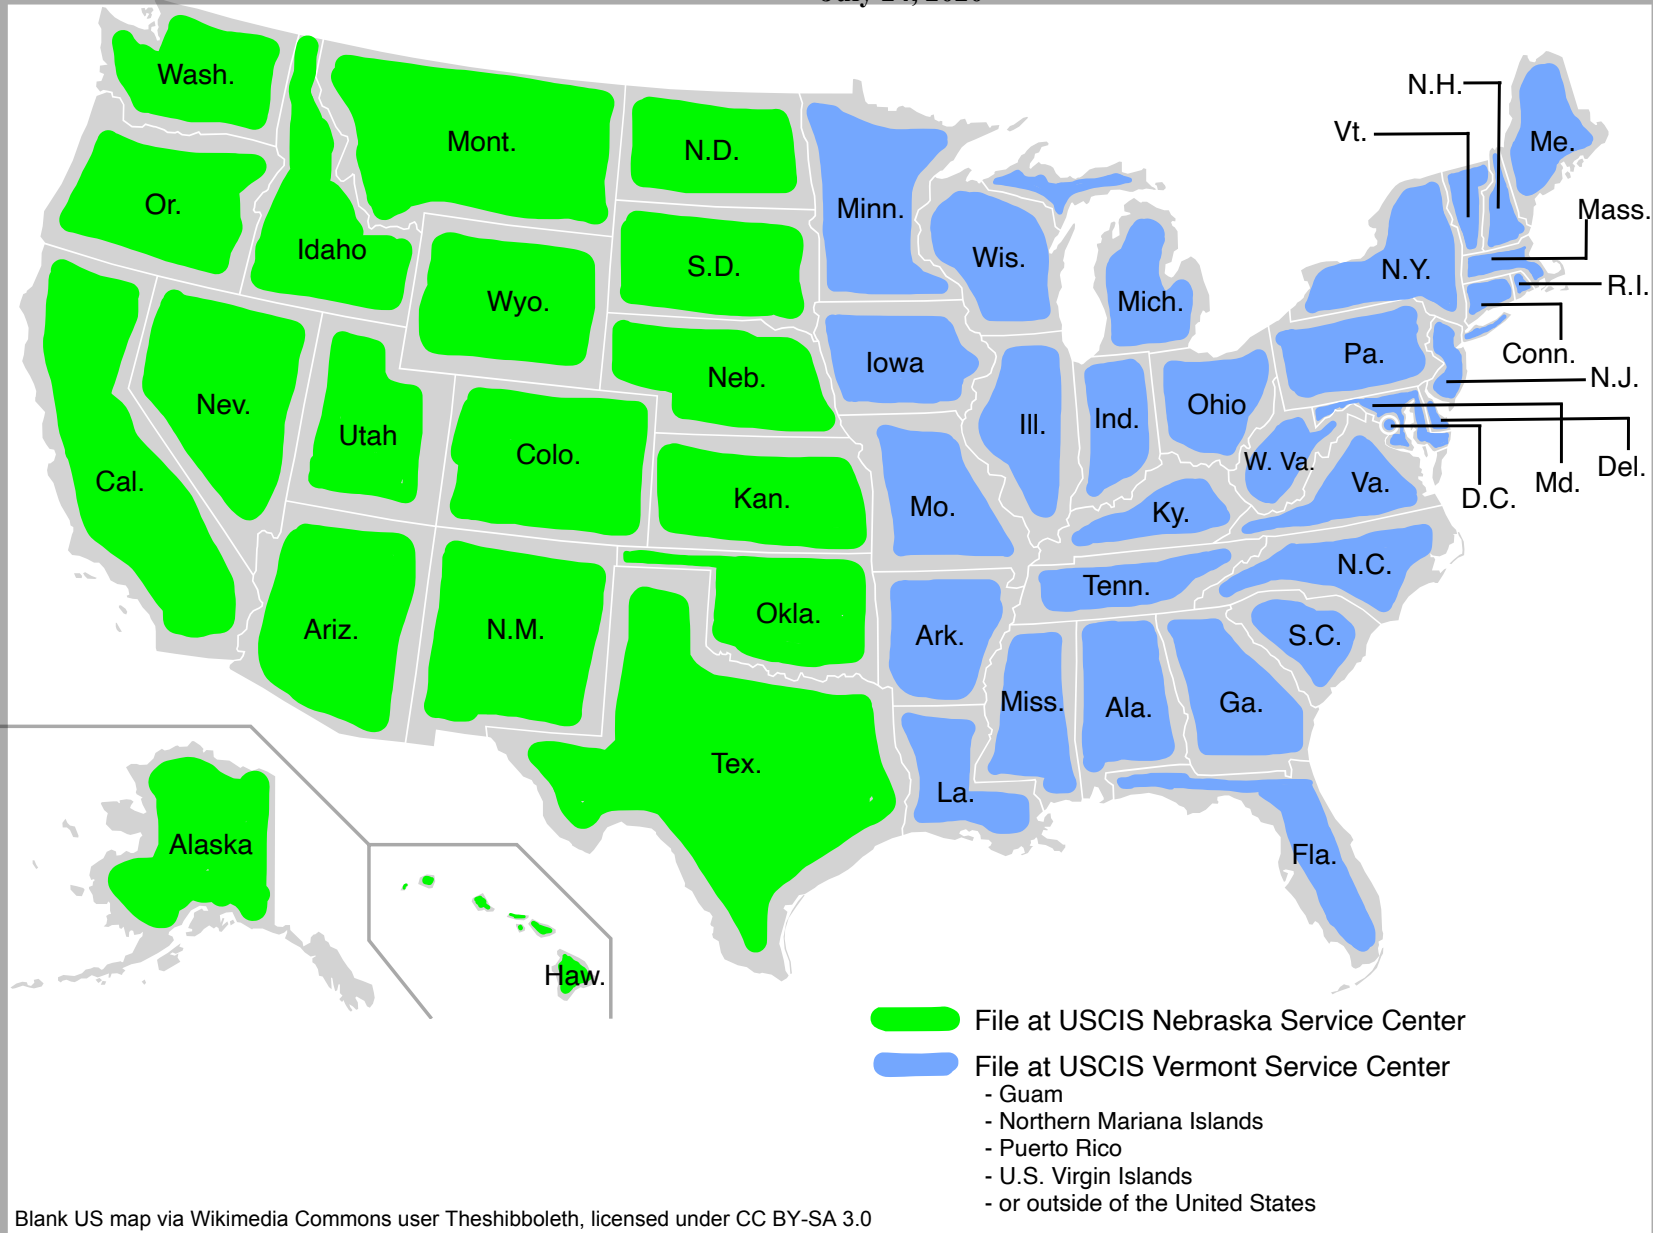 Wash.
Or.
Idaho
Mont.
N.D.
S.D.
Wyo.
Neb.
Nev.
Utah
Colo.
Kan.
Cal.
Ariz.
N.M.
Okla.
Tex.
Alaska
Haw.
Minn.
Wis.
Mich.
Iowa
Ill.
Ind.
Ohio
Mo.
Ky.
W. Va.
Va.
Tenn.
N.C.
Ark.
S.C.
Miss.
Ala.
Ga.
La.
Fla.
Pa.
N.Y.
Vt.
N.H.
Me.
Mass.
R.I.
Conn.
N.J.
Del.
Md.
D.C.
File at USCIS Nebraska Service Center
File at USCIS Vermont Service Center
- Guam
- Northern Mariana Islands
- Puerto Rico
- U.S. Virgin Islands
- or outside of the United States
Blank US map via Wikimedia Commons user Theshibboleth, licensed under CC BY-SA 3.0